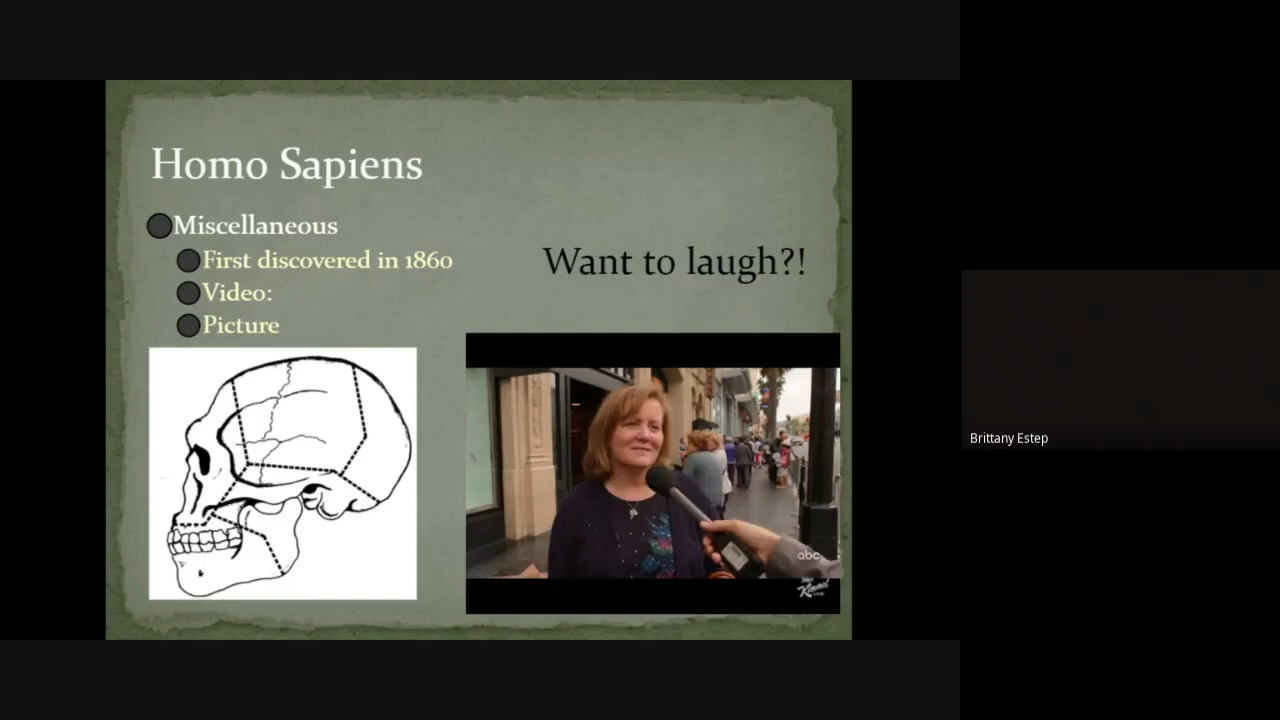 Homo Sapiens
Miscellaneous
First discovered in 1860
Video:
Picture
Want to laugh?!
abc
Brittany Estep